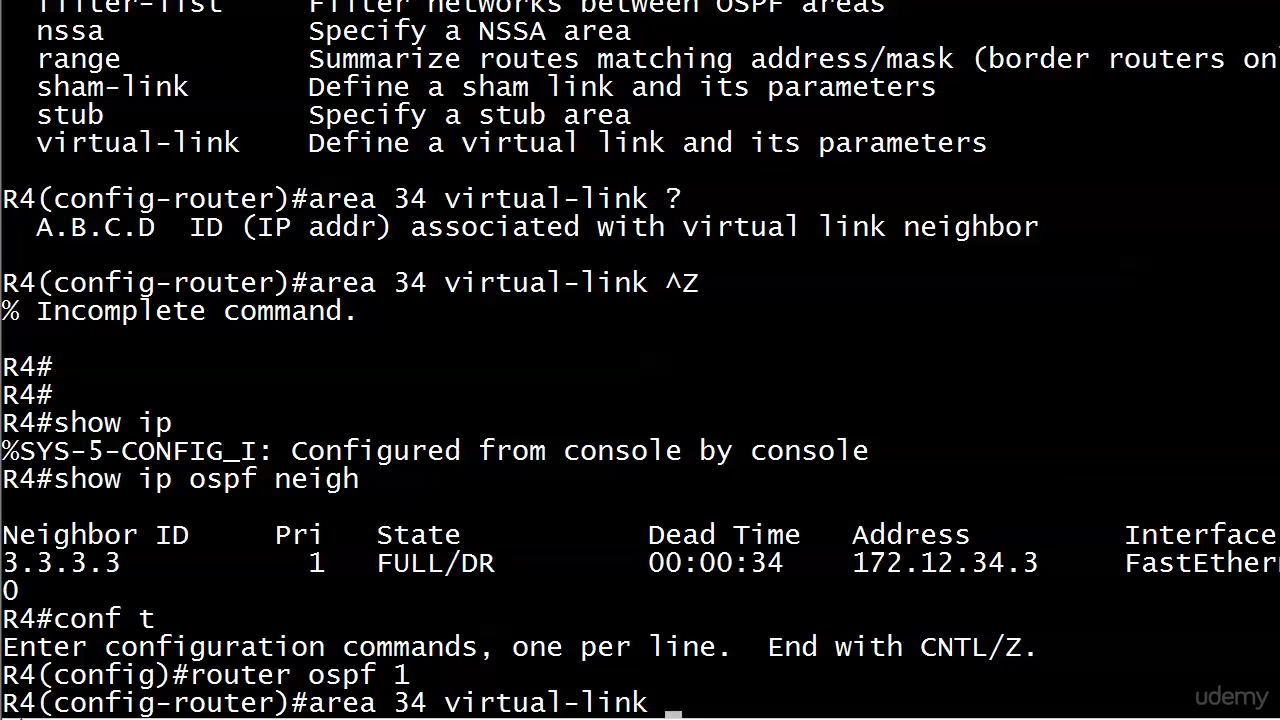 filter-list Filter networks between OSPF areas
nssa Specify a NSSA area
range Summarize routes matching address/mask (border routers on
sham-link Define a sham link and its parameters
stub Specify a stub area
virtual-link Define a virtual link and its parameters
R4(config-router)#area 34 virtual-link ?
A.B.C.D ID (IP addr) associated with virtual link neighbor
R4(config-router)#area 34 virtual-link ^Z
% Incomplete command.
R4#
R4#
R4#show ip
%SYS-5-CONFIG_I: Configured from console by console
R4#show ip ospf neigh
Neighbor ID Pri State Dead Time Address Interface
3.3.3.3 1 FULL/DR 00:00:34 172.12.34.3 FastEther
0
R4#conf t
Enter configuration commands, one per line. End with CNTL/Z.
R4(config)#router ospf 1
R4(config-router)#area 34 virtual-link
udemy